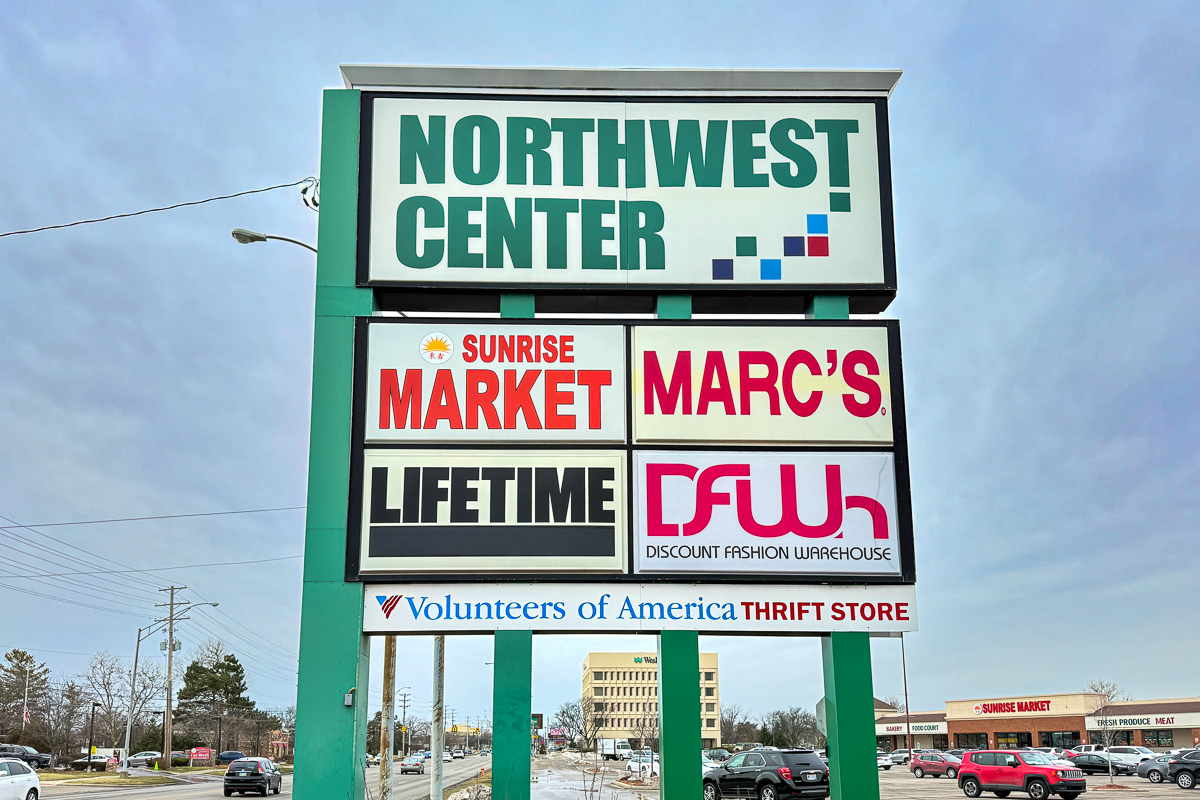 NORTHWEST
CENTER
SUNRISE
MARKET
MARC'S
LIFETIME
DFWh
DISCOUNT FASHION WAREHOUSE
Volunteers of America THRIFT STORE
SUNRISE MARKET
BAKERY FOOD COURT
FRESH PRODUCE MEAT